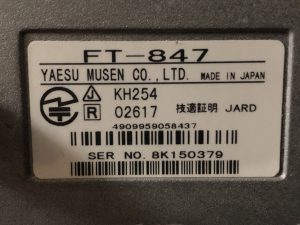 FT-847
YAESU MUSEN CO., LTD. MADE IN JAPAN
KH254
R 02617 技適証明 JARD
4909959058437
SER NO. 8K150379